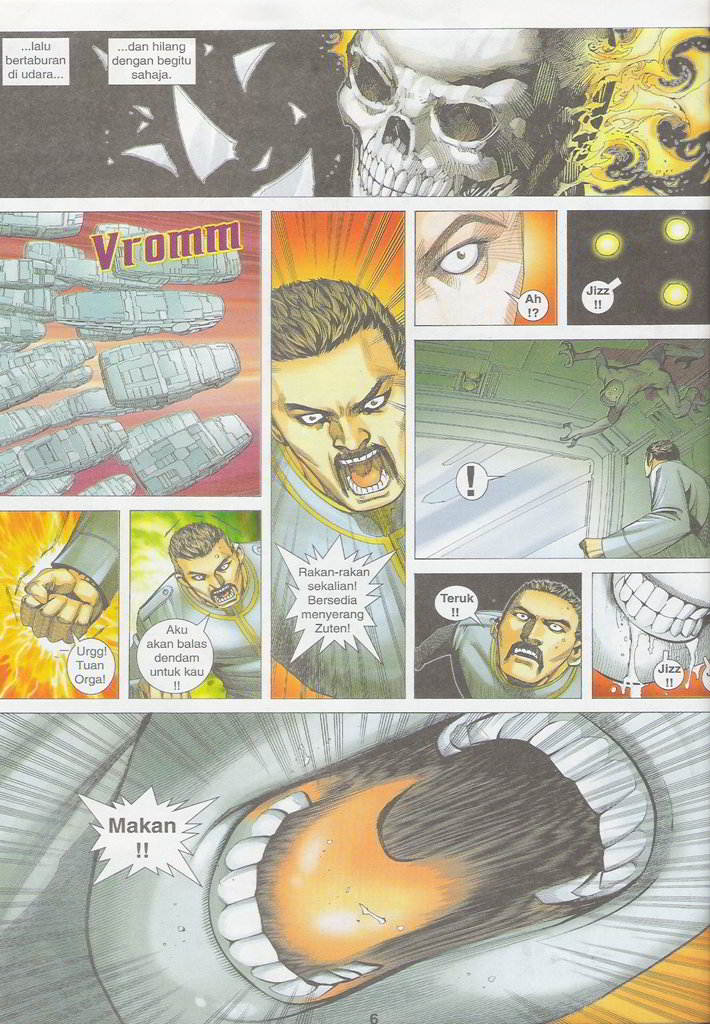 ...lalu
bertaburan
di udara...
...dan hilang
dengan begitu
sahaja.
Vromm
Urgg!
Tuan
Orga!
Aku
akan balas
dendam
untuk kau
!!
Rakan-rakan
sekalian!
Bersedia
menyerang
Zuten!
Ah
!?
Jizz
!!
!
Teruk
!!
Jizz
!!
Makan
!!
6